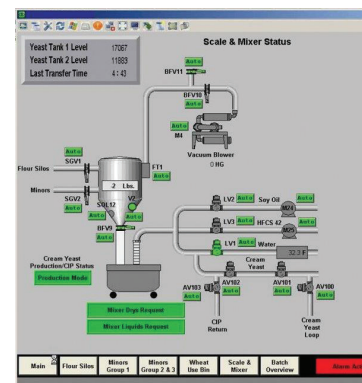 Scale & Mixer Status
Yeast Tank 1 Level 17067
Yeast Tank 2 Level 11883
Last Transfer Time 4:43
Auto
BFV11
BFV10
Auto
Auto
M4
Vacuum Blower
0 HG
Auto
SGV1
Flour Silos
FT1
Auto
Minors
.2 Lbs.
SGV2
Auto
SQL12
V2
Auto
Auto
BFV9
Auto
LV2 Auto Soy Oil
M24
LV3 Auto HFCS 42
M25
LV1 Auto Water
32.3 F
Cream Yeast
Production/CIP Status
Production Mode
Cream
Yeast
Auto
Auto
AV103
AV102
AV101
AV100
Auto
Auto
Mixer Drys Request
Mixer Liquids Request
CIP
Return
Cream
Yeast
Loop
Main
Flour Silos
Minors
Group 1
Minors
Group 2 & 3
Wheat
Use Bin
Scale &
Mixer
Batch
Overview